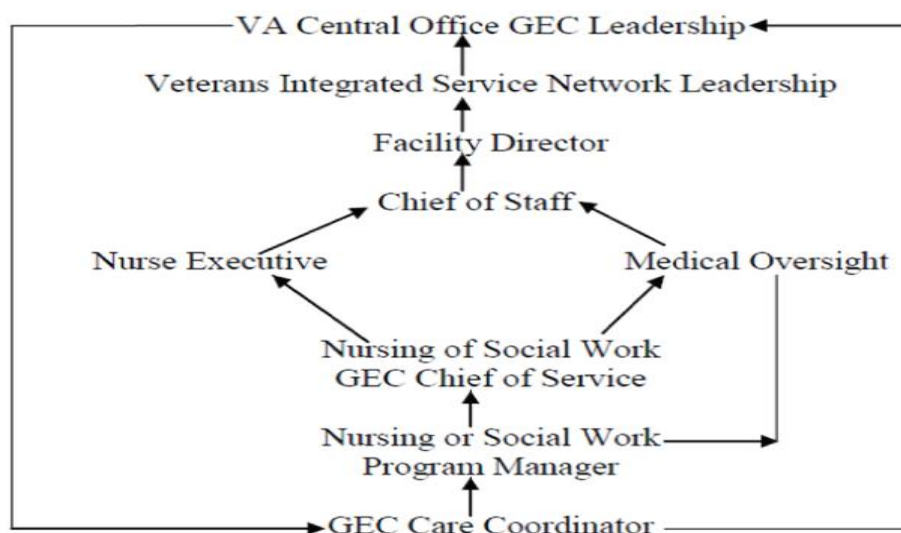 VA Central Office GEC Leadership
Veterans Integrated Service Network Leadership
Facility Director
Chief of Staff
Nurse Executive
Medical Oversight
Nursing of Social Work
GEC Chief of Service
Nursing or Social Work
Program Manager
GEC Care Coordinator